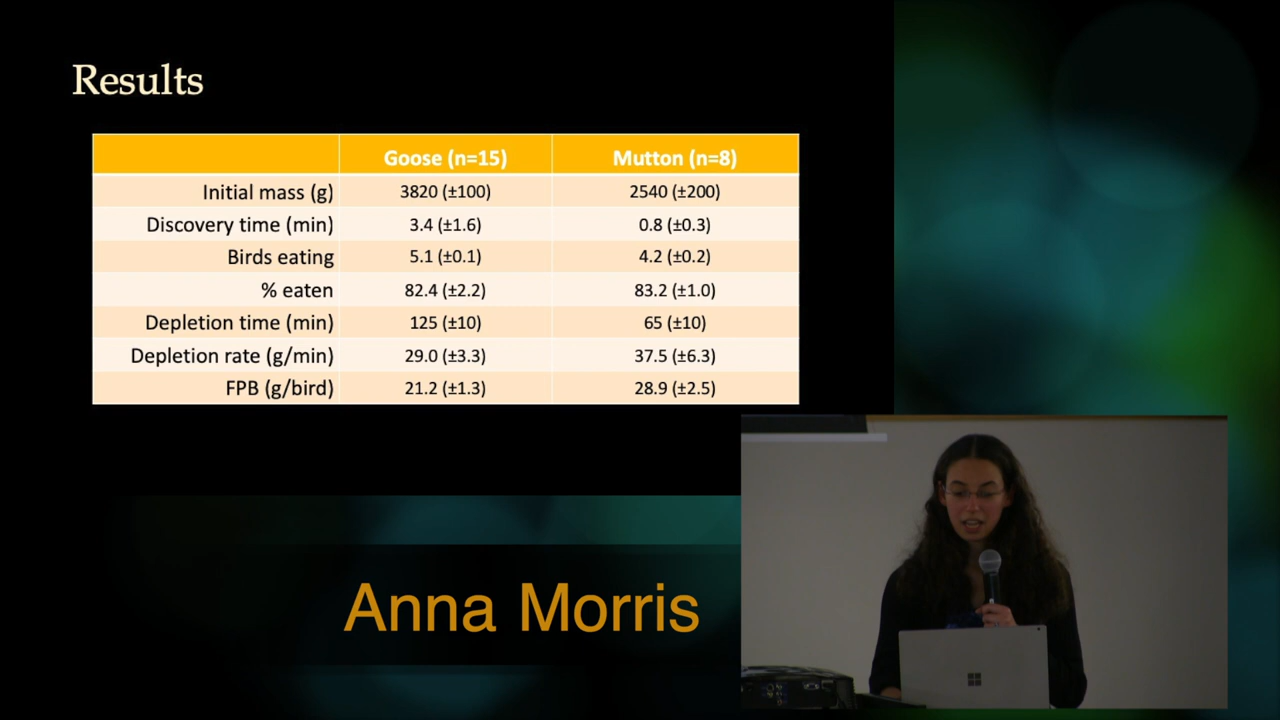 Results
Goose (n=15) Mutton (n=8)
Initial mass (g) 3820 (±100) 2540 (±200)
Discovery time (min) 3.4 (±1.6) 0.8 (±0.3)
Birds eating 5.1 (±0.1) 4.2 (±0.2)
% eaten 82.4 (±2.2) 83.2 (±1.0)
Depletion time (min) 125 (±10) 65 (±10)
Depletion rate (g/min) 29.0 (±3.3) 37.5 (±6.3)
FPB (g/bird) 21.2 (±1.3) 28.9 (±2.5)
Anna Morris